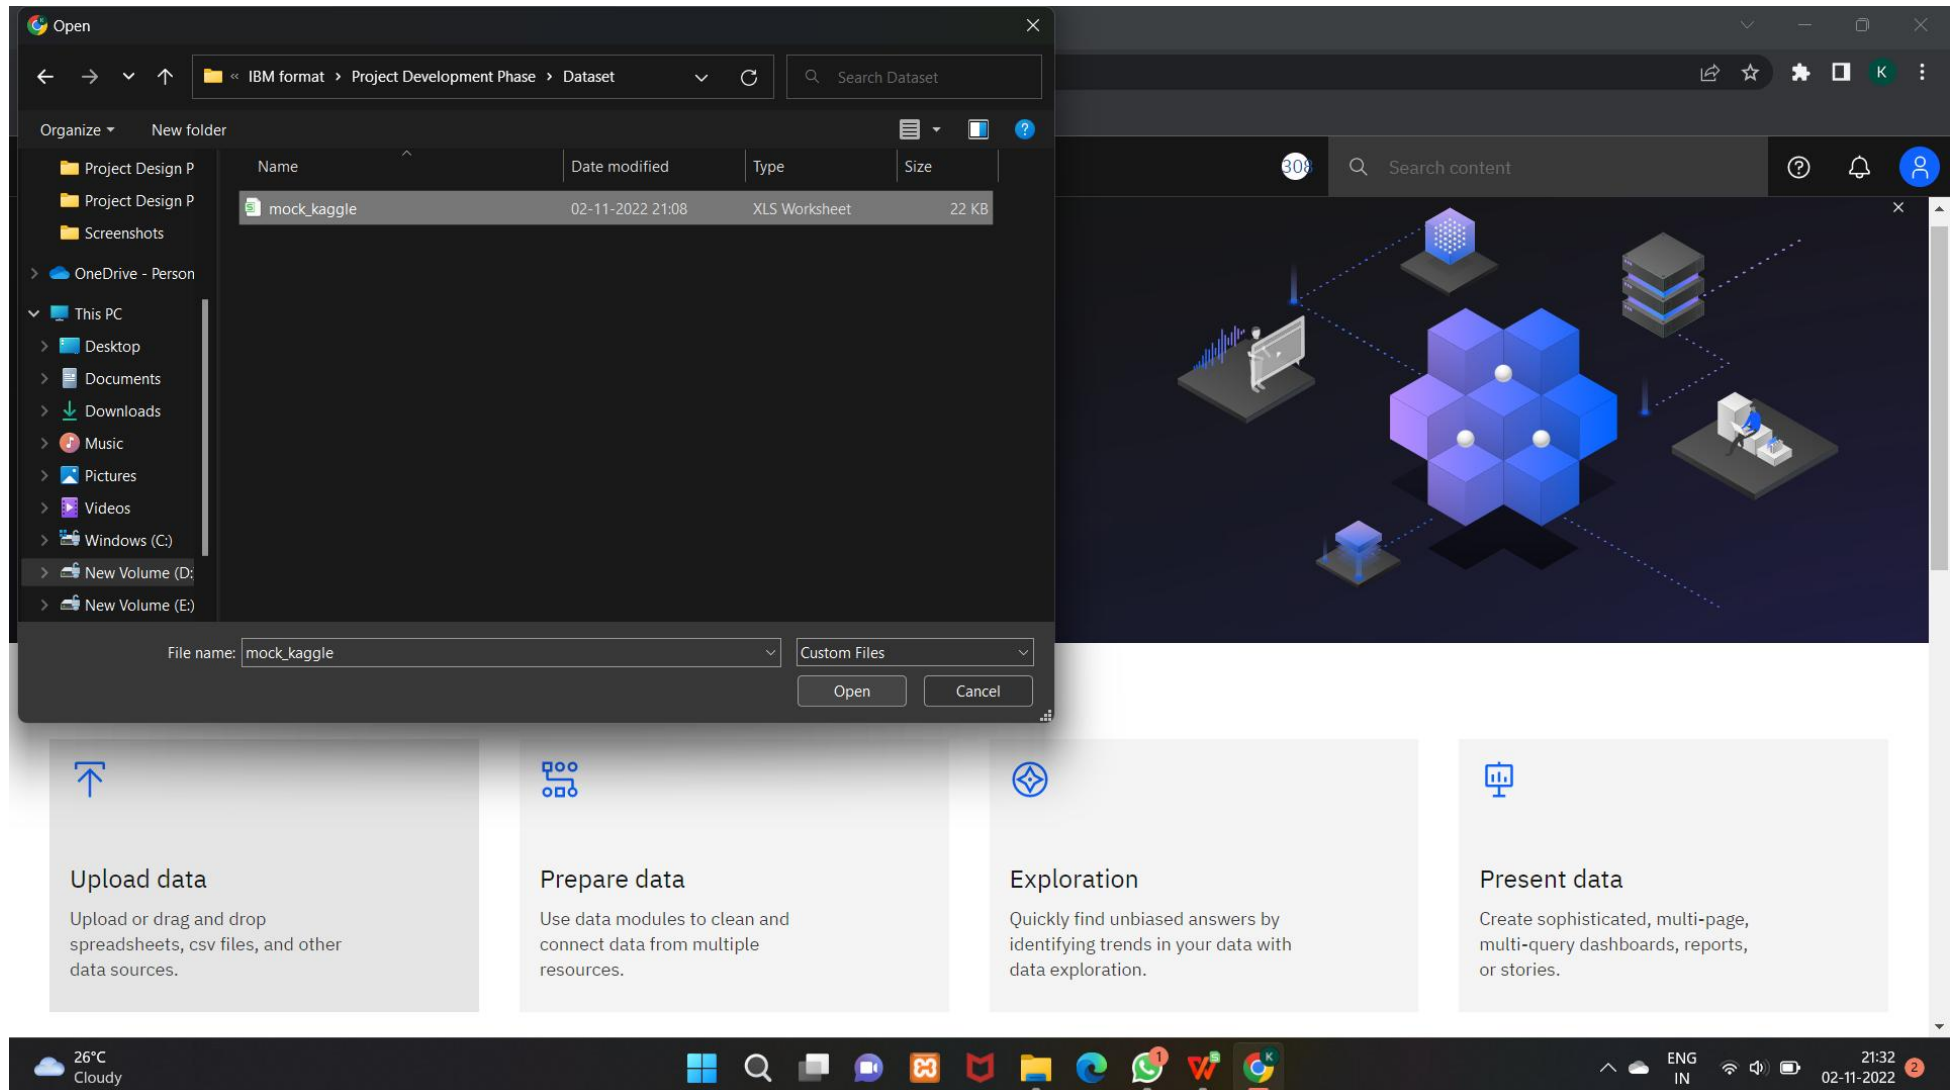 Open
« IBM format › Project Development Phase › Dataset
Search Dataset
K
Organize
New folder
Name
Date modified
Type
Size
308
Search content
Project Design P
Project Design P
Screenshots
OneDrive - Person
This PC
Desktop
Documents
Downloads
Music
Pictures
Videos
Windows (C:)
New Volume (D:
New Volume (E:)
mock_kaggle
02-11-2022 21:08
XLS Worksheet
22 KB
File name:
mock_kaggle
Custom Files
Open
Cancel
Upload data
Upload or drag and drop
spreadsheets, csv files, and other
data sources.
Prepare data
Use data modules to clean and
connect data from multiple
resources.
Exploration
Quickly find unbiased answers by
identifying trends in your data with
data exploration.
Present data
Create sophisticated, multi-page,
multi-query dashboards, reports,
or stories.
26°C
Cloudy
1
K
ENG
IN
21:32
02-11-2022
2